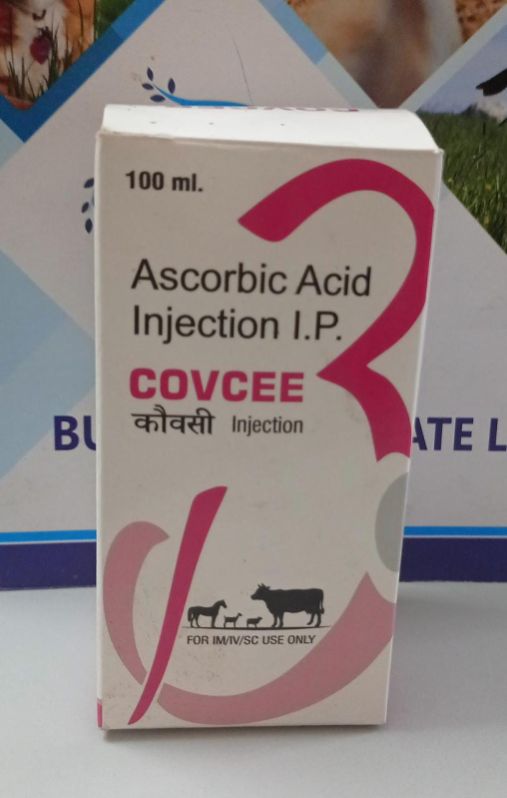 100 ml.
Ascorbic Acid
Injection I.P.
COVCEE
कौवसी Injection
FOR IM/IV/SC USE ONLY
BU
ATE L